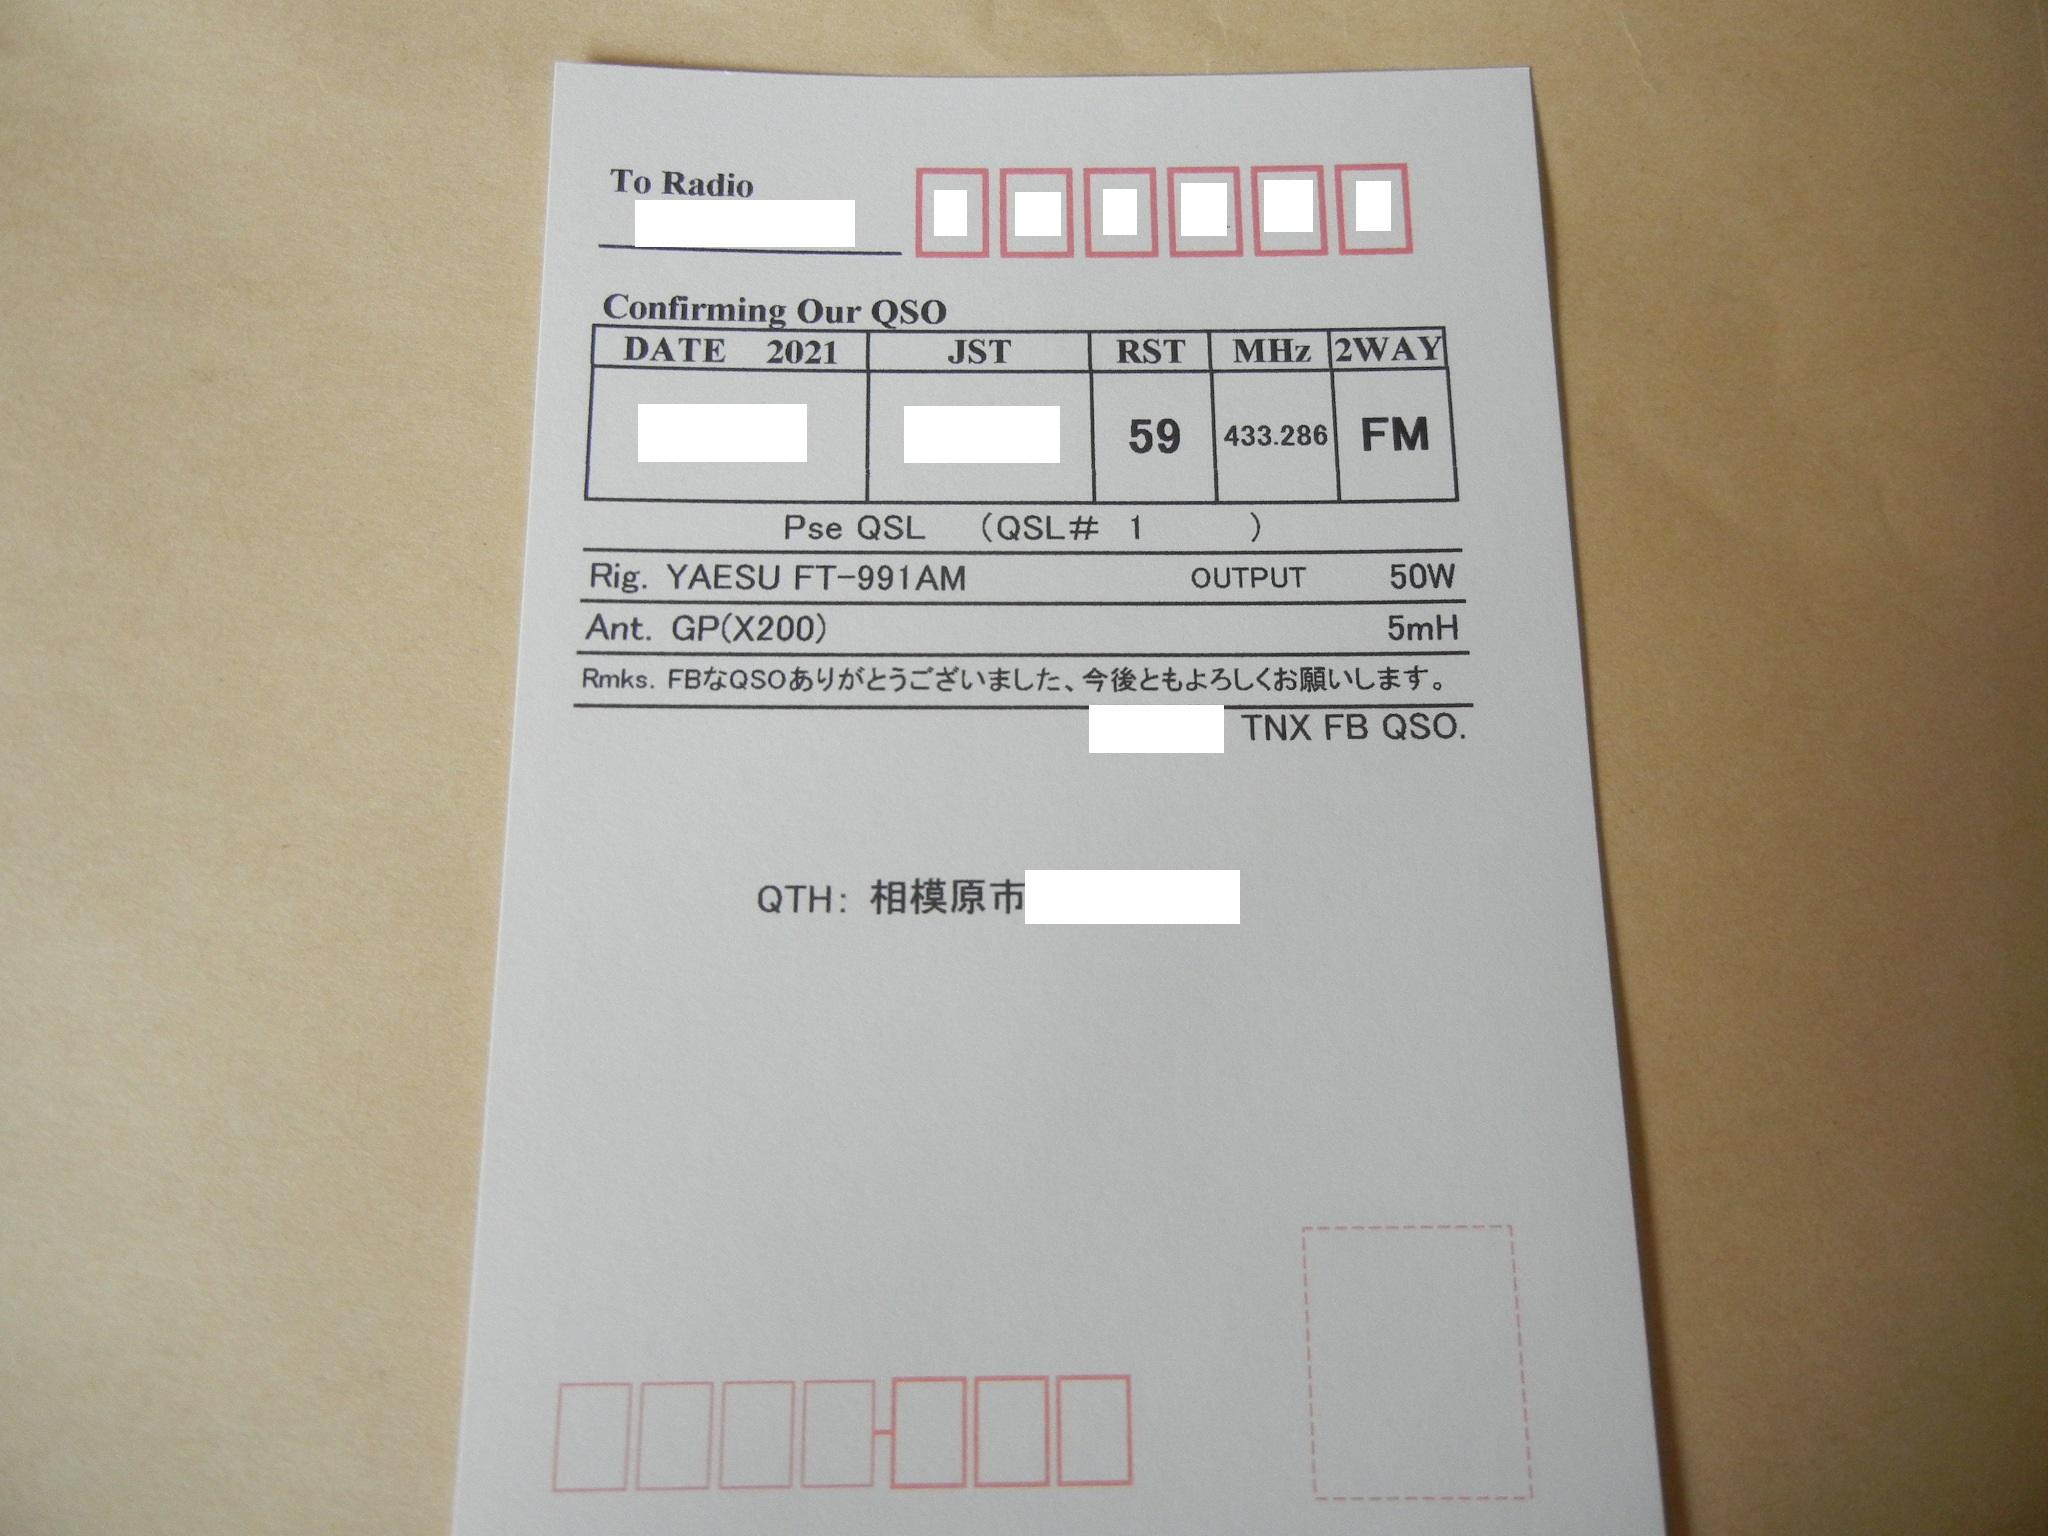 To Radio
Confirming Our QSO
DATE 2021 JST RST MHz 2WAY
59 433.286 FM
Pse QSL (QSL# 1 )
Rig. YAESU FT-991AM OUTPUT 50W
Ant. GP(X200) 5mH
Rmks. FBなQSOありがとうございました、今後ともよろしくお願いします。
TNX FB QSO.
QTH: 相模原市